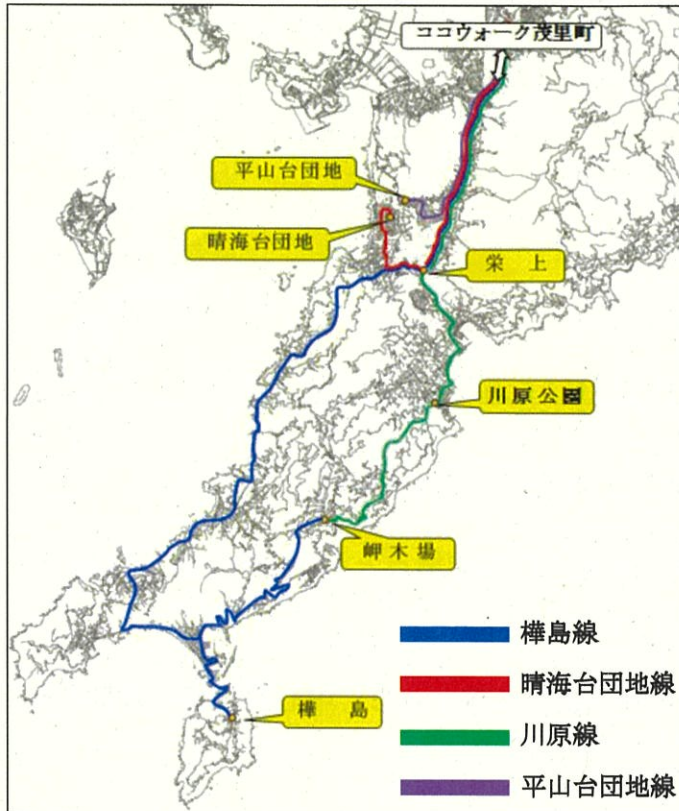 ココウォーク茂里町
平山台団地
晴海台団地
栄上
川原公園
岬木場
樺島
樺島線
晴海台団地線
川原線
平山台団地線